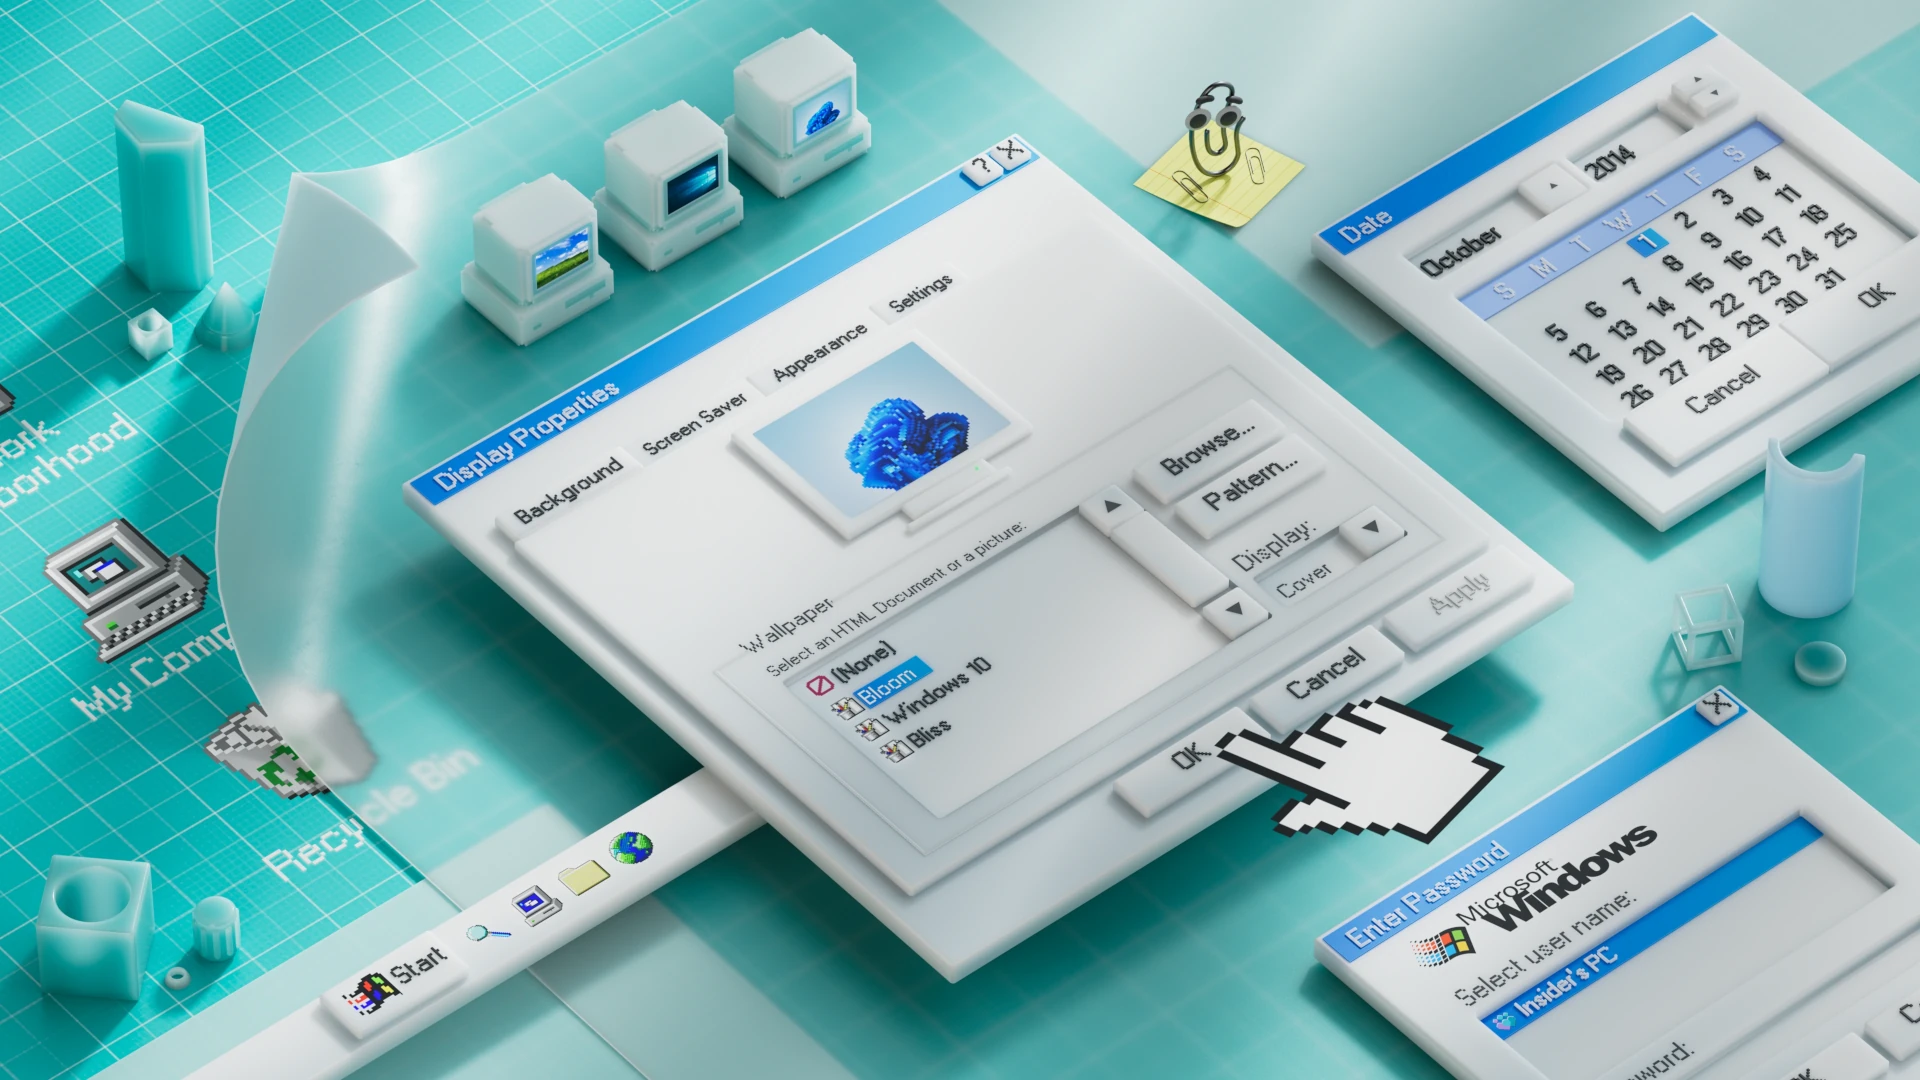 Display Properties
?
Background
Screen Saver
Appearance
Settings
Wallpaper
Select an HTML Document or a picture:
(None)
Bloom
Windows 10
Bliss
Browse...
Pattern...
Display:
Cover
OK
Cancel
Apply
Date
October
2014
S M T W T F S
1 2 3 4
5 6 7 8 9 10 11
12 13 14 15 16 17 18
19 20 21 22 23 24 25
26 27 28 29 30 31
Cancel
OK
Enter Password
Microsoft
Windows
Select user name:
Insider's PC
My Comp
Recycle Bin
Start